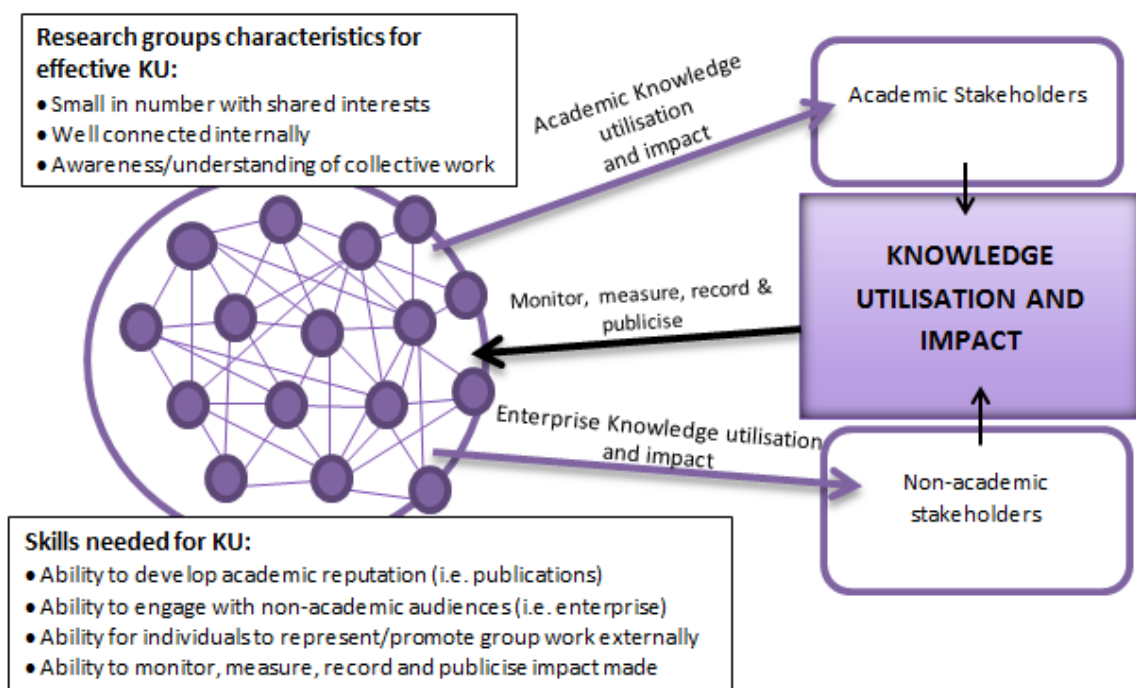 Research groups characteristics for
effective KU:
• Small in number with shared interests
• Well connected internally
• Awareness/understanding of collective work
Academic Knowledge
utilisation
and impact
Academic Stakeholders
KNOWLEDGE
UTILISATION AND
IMPACT
Monitor, measure, record &
publicise
Enterprise Knowledge utilisation
and impact
Non-academic
stakeholders
Skills needed for KU:
• Ability to develop academic reputation (i.e. publications)
• Ability to engage with non-academic audiences (i.e. enterprise)
• Ability for individuals to represent/promote group work externally
• Ability to monitor, measure, record and publicise impact made